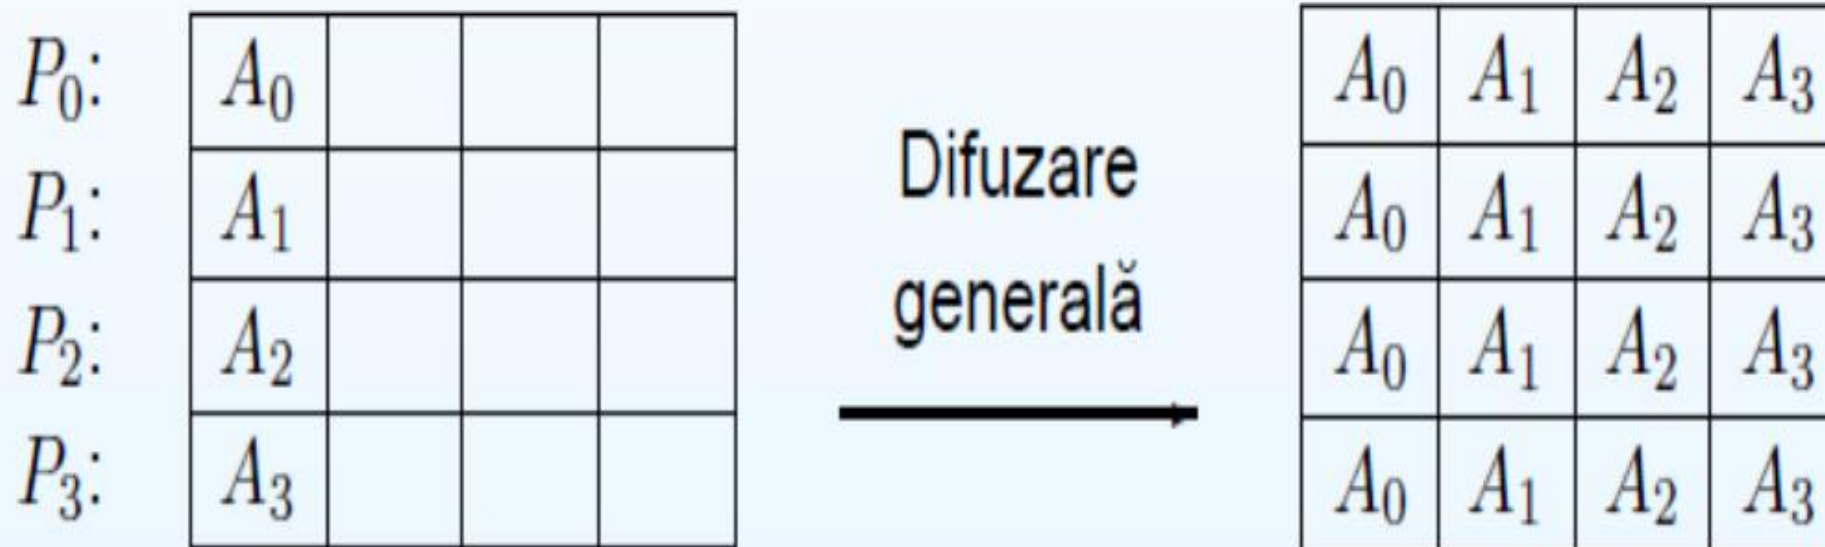 P₀: A₀ A₀ A₁ A₂ A₃
P₁: A₁ A₀ A₁ A₂ A₃
P₂: A₂ A₀ A₁ A₂ A₃
P₃: A₃ A₀ A₁ A₂ A₃
Difuzare
generală